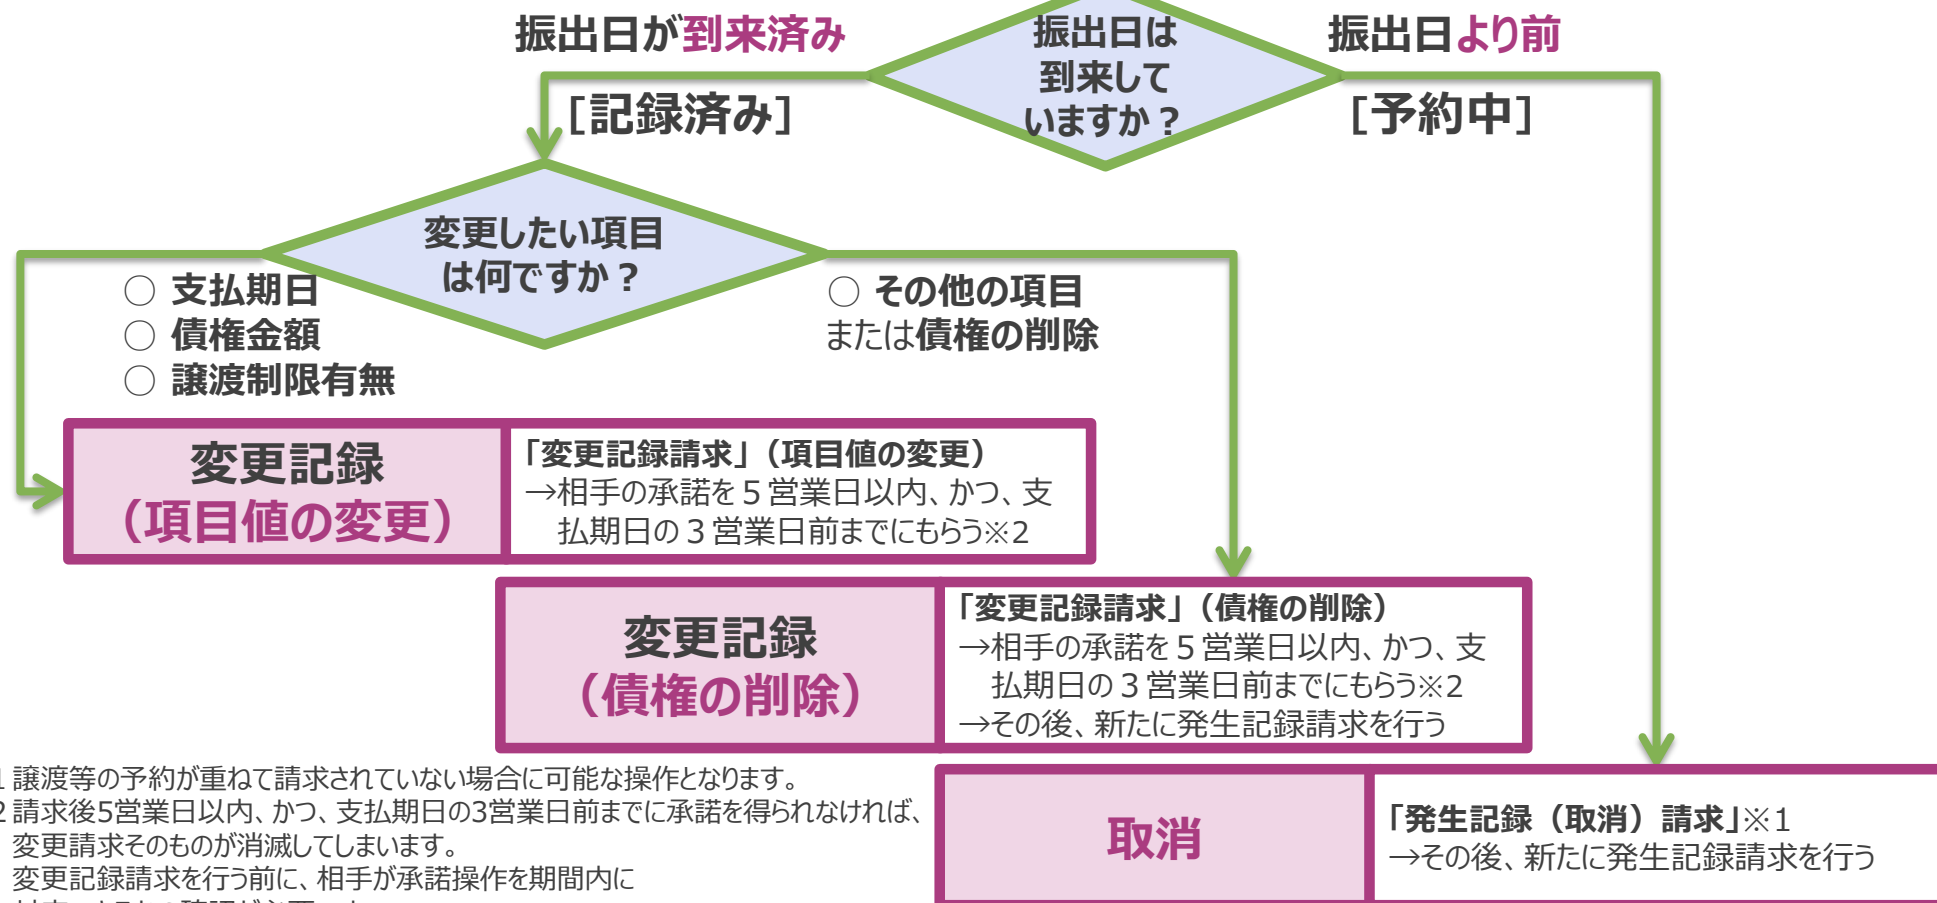 振出日が到来済み
[記録済み]
振出日は
到来して
いますか？
振出日より前
[予約中]
変更したい項目
は何ですか？
○ 支払期日
○ 債権金額
○ 譲渡制限有無
○ その他の項目
または債権の削除
変更記録
（項目値の変更）
「変更記録請求」（項目値の変更）
→相手の承諾を５営業日以内、かつ、支
払期日の３営業日前までにもらう※2
変更記録
（債権の削除）
「変更記録請求」（債権の削除）
→相手の承諾を５営業日以内、かつ、支
払期日の３営業日前までにもらう※2
→その後、新たに発生記録請求を行う
取消
「発生記録（取消）請求」※1
→その後、新たに発生記録請求を行う
1 譲渡等の予約が重ねて請求されていない場合に可能な操作となります。
2 請求後5営業日以内、かつ、支払期日の3営業日前までに承諾を得られなければ、
変更請求そのものが消滅してしまいます。
変更記録請求を行う前に、相手が承諾操作を期間内に